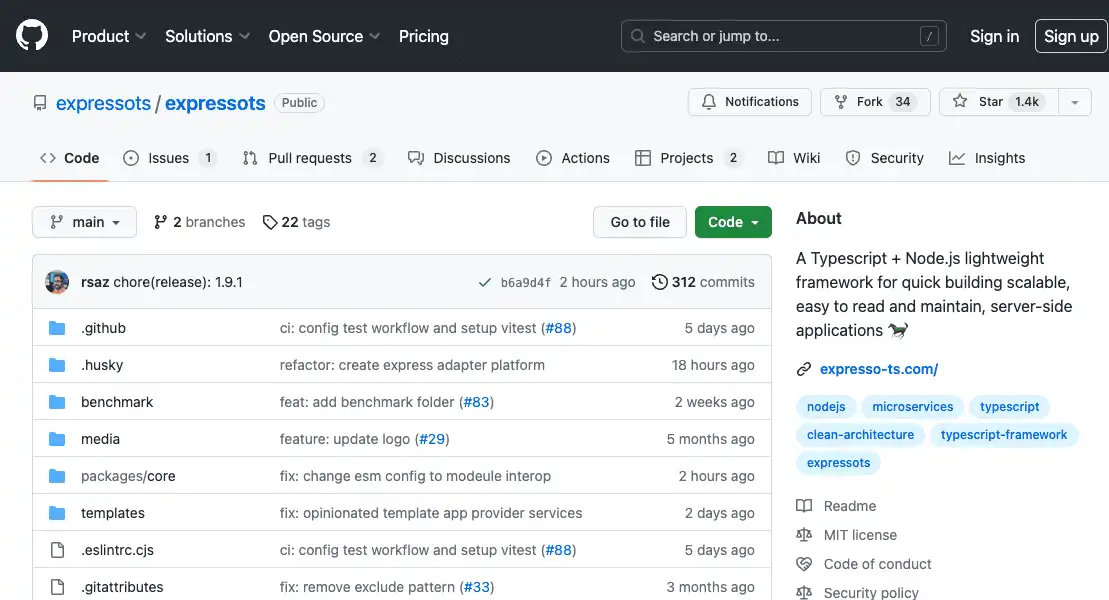 Product Solutions Open Source Pricing Search or jump to... / Sign in Sign up
expressots / expressots Public Notifications Fork 34 Star 1.4k
Code Issues 1 Pull requests 2 Discussions Actions Projects 2 Wiki Security Insights
main 2 branches 22 tags Go to file Code
rsaz chore(release): 1.9.1 b6a9d4f 2 hours ago 312 commits
.github ci: config test workflow and setup vitest (#88) 5 days ago
.husky refactor: create express adapter platform 18 hours ago
benchmark feat: add benchmark folder (#83) 2 weeks ago
media feature: update logo (#29) 5 months ago
packages/core fix: change esm config to modeule interop 2 hours ago
templates fix: opinionated template app provider services 2 days ago
.eslintrc.cjs ci: config test workflow and setup vitest (#88) 5 days ago
.gitattributes fix: remove exclude pattern (#33) 3 months ago
About
A Typescript + Node.js lightweight
framework for quick building scalable,
easy to read and maintain, server-side
applications 🐎
expresso-ts.com/
nodejs microservices typescript
clean-architecture typescript-framework
expressots
Readme
MIT license
Code of conduct
Security policy